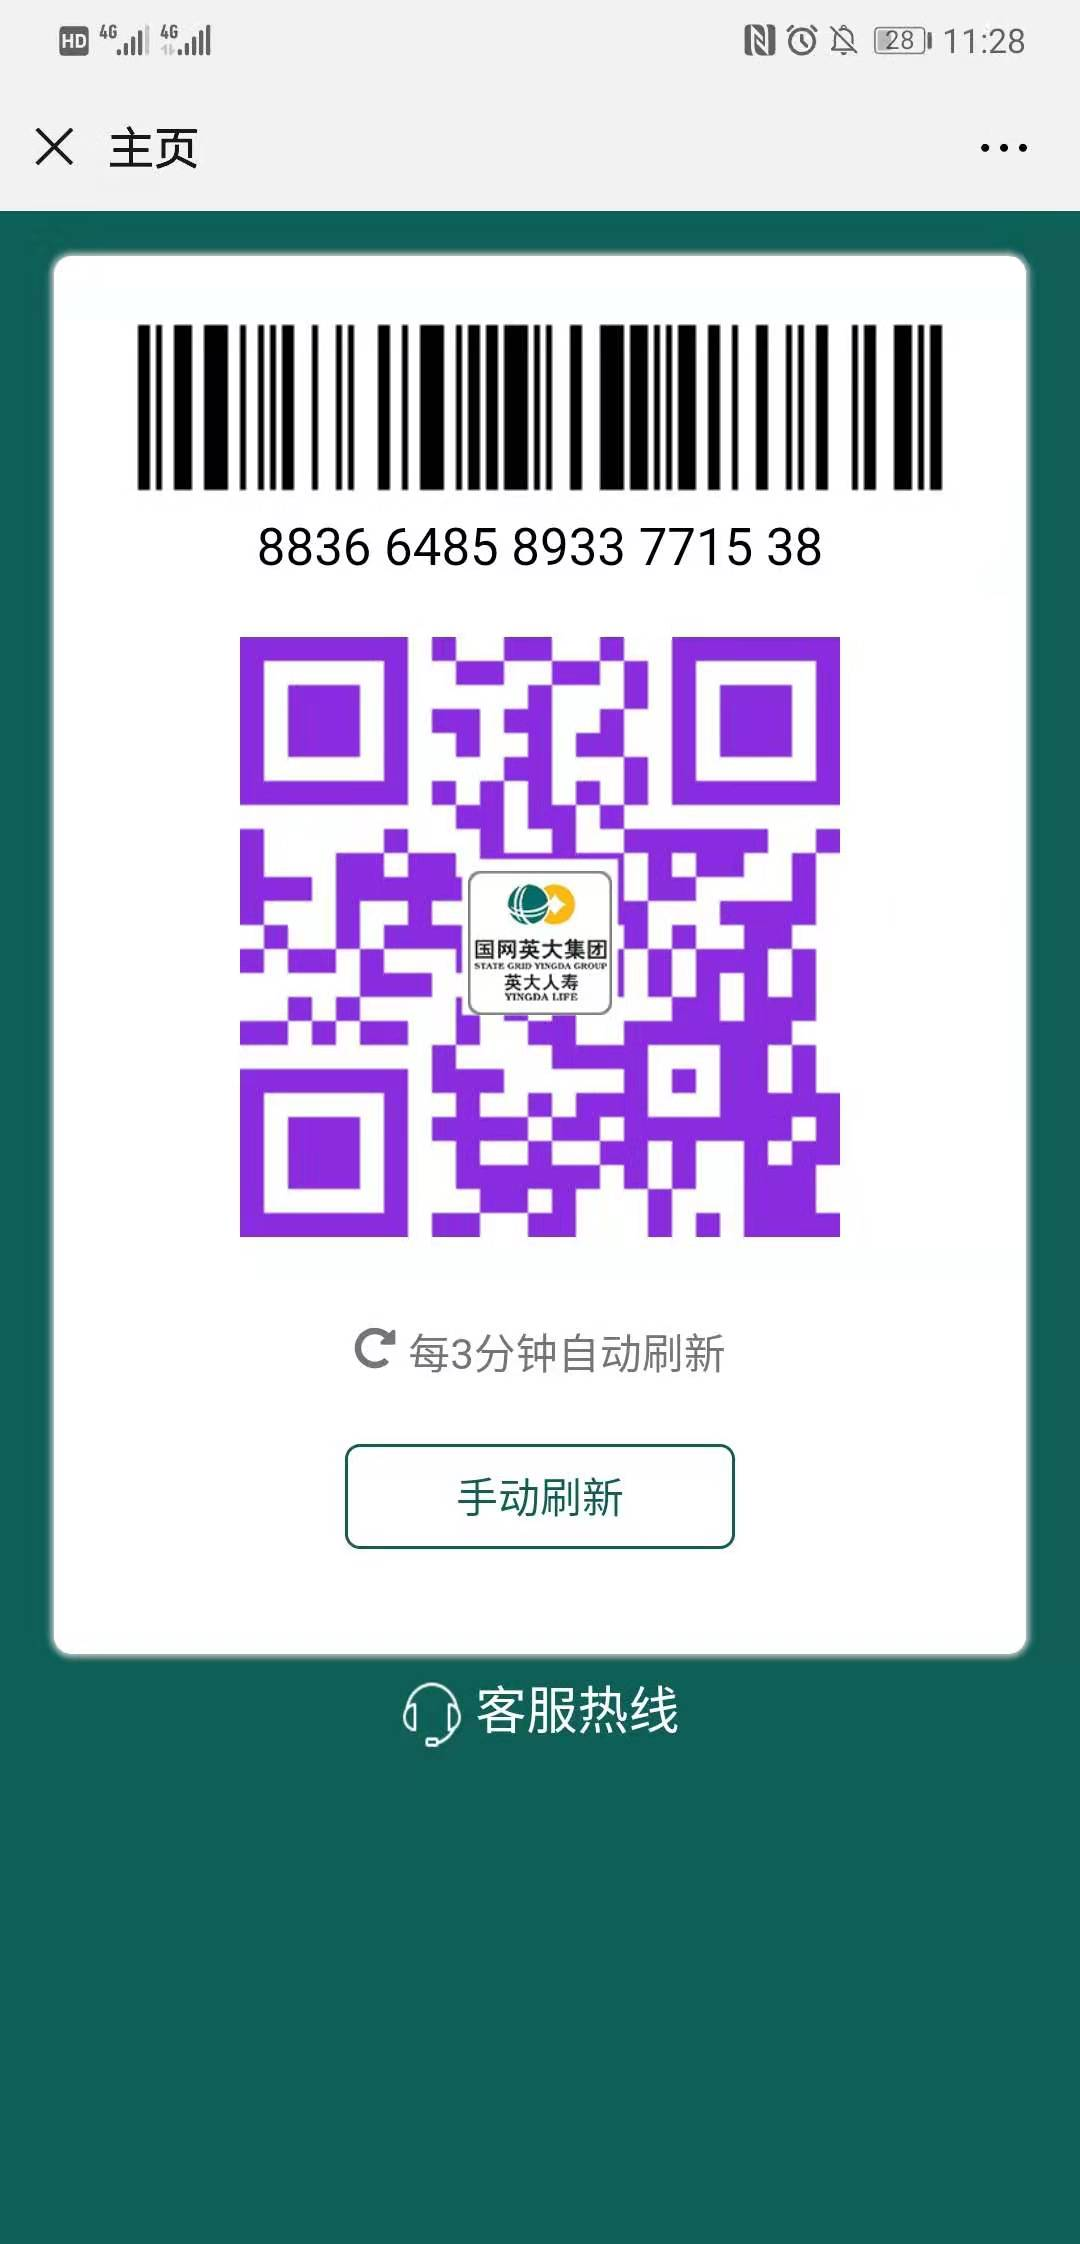 HD 4G 4G 28 11:28
主页
8836 6485 8933 7715 38
国网英大集团
STATE GRID YINGDA GROUP
英大人寿
YINGDA LIFE
每3分钟自动刷新
手动刷新
客服热线